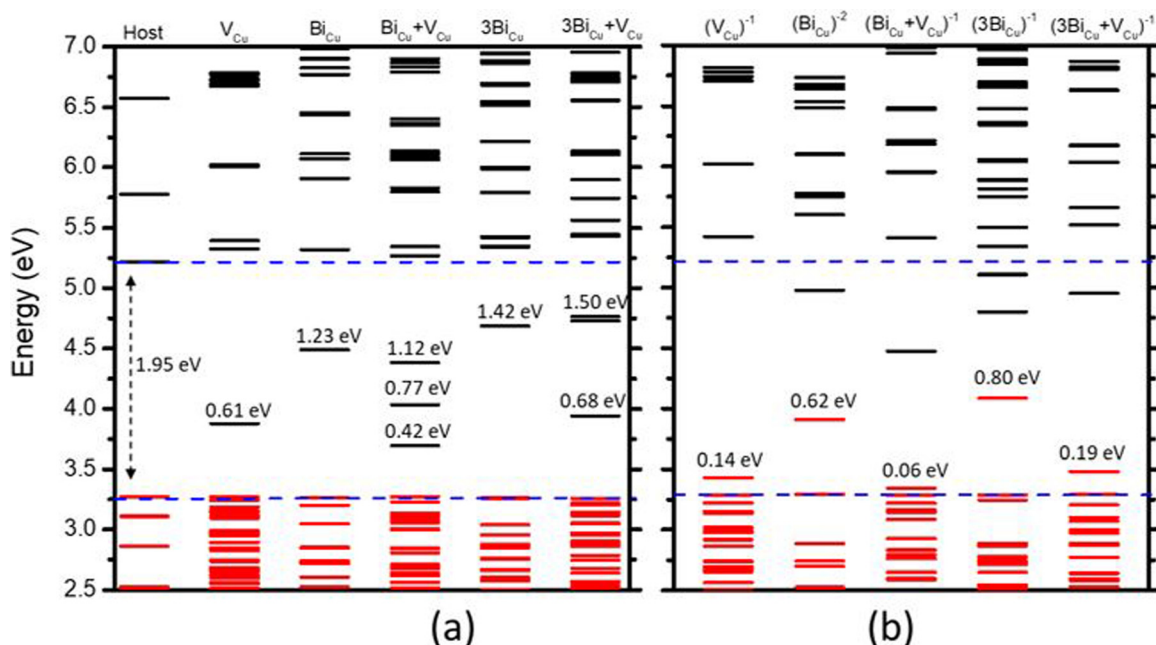 Host V_Cu Bi_Cu Bi_Cu+V_Cu 3Bi_Cu 3Bi_Cu+V_Cu
(V_Cu)^-1 (Bi_Cu)^-2 (Bi_Cu+V_Cu)^-1 (3Bi_Cu)^-1 (3Bi_Cu+V_Cu)^-1
Energy (eV)
7.0
6.5
6.0
5.5
5.0
4.5
4.0
3.5
3.0
2.5
1.95 eV
0.61 eV
1.23 eV
1.12 eV
0.77 eV
0.42 eV
1.42 eV
1.50 eV
0.68 eV
0.14 eV
0.62 eV
0.06 eV
0.80 eV
0.19 eV
(a)
(b)